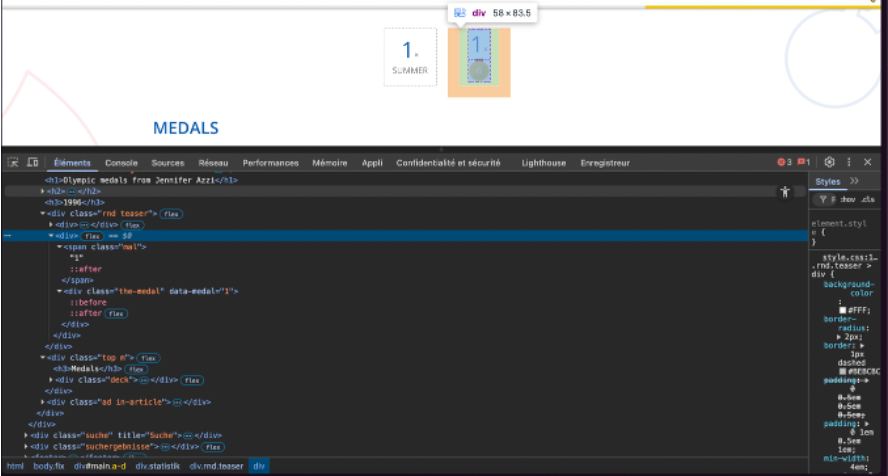 div 58×83.5
1.
SUMMER
1.
MEDALS
Éléments Console Sources Réseau Performances Mémoire Appli Confidentialité et sécurité Lighthouse Enregistreur 3 1
<h1>Olympic medals from Jennifer Azzi</h1>
<h2>…</h2>
<h3>1996</h3>
<div class="rnd teaser"> flex
<div>…</div> flex
<div> flex == $0
<span class="mal">
"1"
::after
</span>
<div class="the-medal" data-medal="1">
::before
::after flex
</div>
</div>
</div>
<div class="top m"> flex
<h3>Medals</h3> flex
<div class="deck">…</div> flex
</div>
<div class="ad in-article">…</div>
</div>
</div>
<div class="suche" title="Suche">…</div>
<div class="suchergebnisse">…</div> flex
html body.fix div#main.a-d div.statistik div.rnd.teaser div
Styles
:hov .cls
element.styl
e {
}
style.css:1…
.rnd.teaser >
div {
background-
color
:
#FFF;
border-
radius:
2px;
border:
1px
dashed
padding:
0
0.5em
0.5em
0.5em;
padding:
0 1em
0.5em
1em;
min-width:
4em;